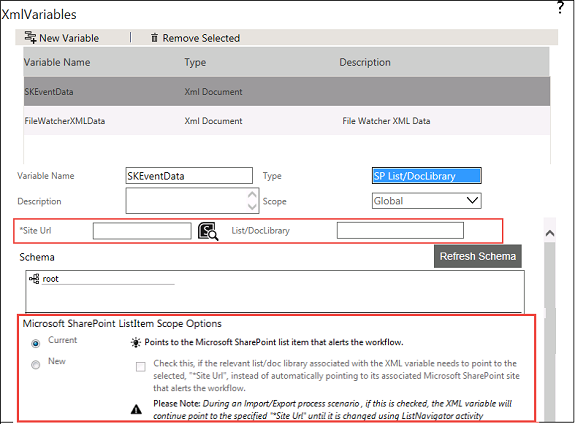 XmlVariables ?
New Variable | Remove Selected
Variable Name Type Description
SKEventData Xml Document
FileWatcherXMLData Xml Document File Watcher XML Data
Variable Name SKEventData Type SP List/DocLibrary
Description Scope Global
*Site Url List/DocLibrary
Schema Refresh Schema
root
Microsoft SharePoint ListItem Scope Options
Current Points to the Microsoft SharePoint list item that alerts the workflow.
New Check this, if the relevant list/doc library associated with the XML variable needs to point to the
selected, "*Site Url", instead of automatically pointing to its associated Microsoft SharePoint site
that alerts the workflow.
Please Note: During an Import/Export process scenario , if this is checked, the XML variable will
continue point to the specified "*Site Url" until it is changed using ListNavigator activity